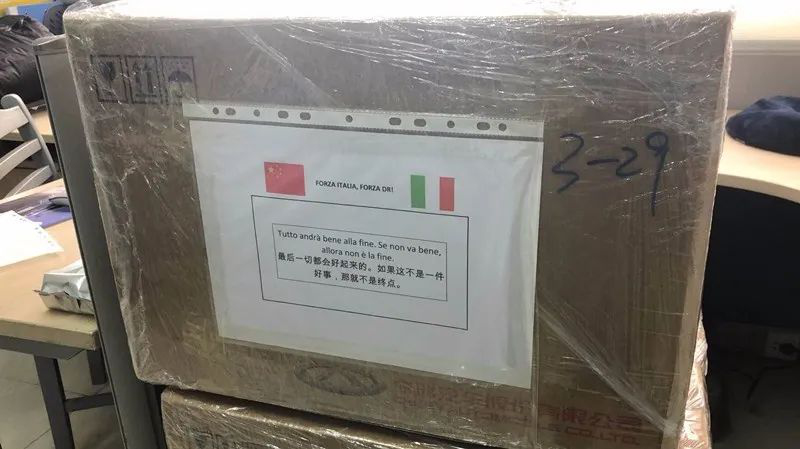 FORZA ITALIA, FORZA DR!
3-29
Tutto andrà bene alla fine. Se non va bene,
allora non è la fine.
最后一切都会好起来的。如果这不是一件
好事，那就不是终点。
CO., LTD.